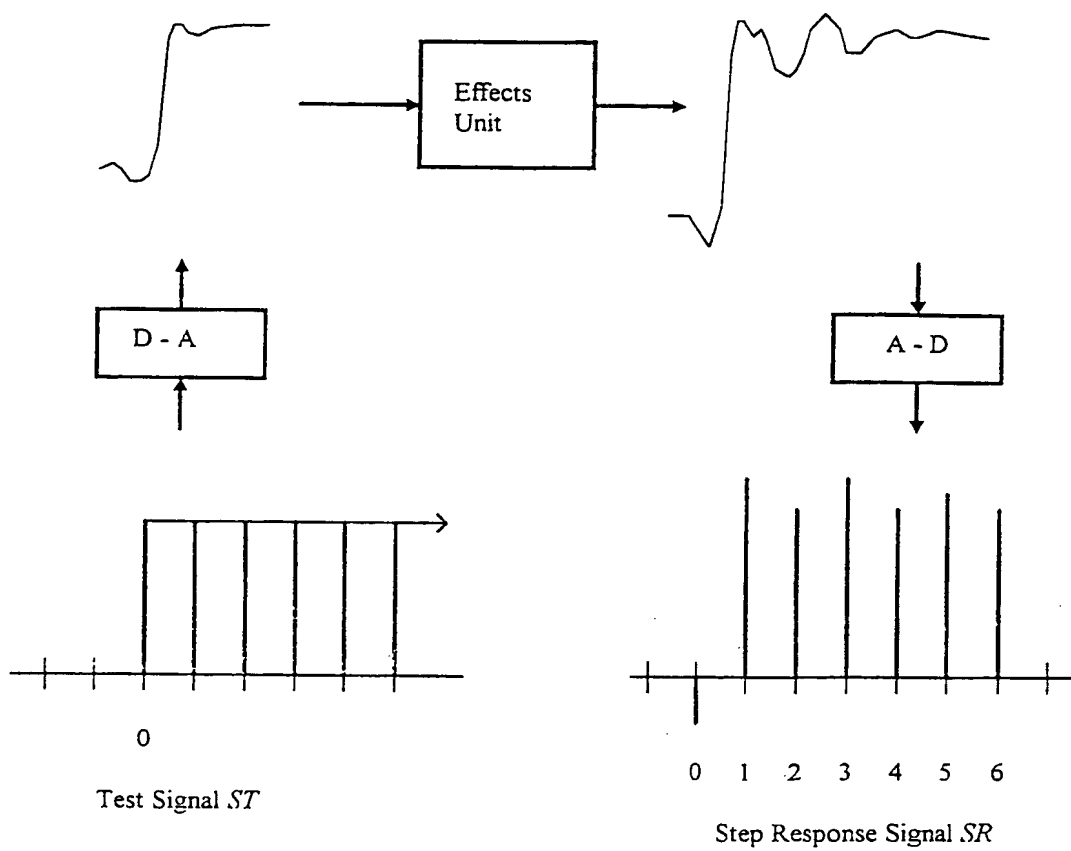 Effects
Unit
D - A
A - D
0
0 1 2 3 4 5 6
Test Signal ST
Step Response Signal SR